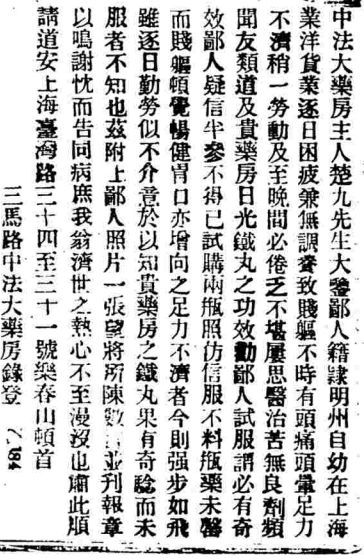 中法大藥房主人楚九先生大鑒鄙人籍隸明州自幼在上海
業洋貨業逐日困疲兼無調養致賤軀不時有頭痛頭暈足力
不濟稍一勞動及至晚間必倦乏不堪屢思醫治苦無良劑頻
聞友類道及貴藥房日光鐵丸之功效勸鄙人試服謂必有奇
效鄙人疑信半參不得已試購兩瓶照仿信服不料瓶藥未罄
而賤軀頓覺暢健胃口亦增向之足力不濟者今則强步如飛
雖逐日勤勞似不介意於以知貴藥房之鐵丸果有奇驗而未
服者不知也茲附上鄙人照片一張望將所陳數並刊報章
以鳴謝忱而告同病庶我翁濟世之熱心不至漫沒也肅此順
請道安上海臺灣路三十四至三十一號樂春山頓首
三馬路中法大藥房錄登